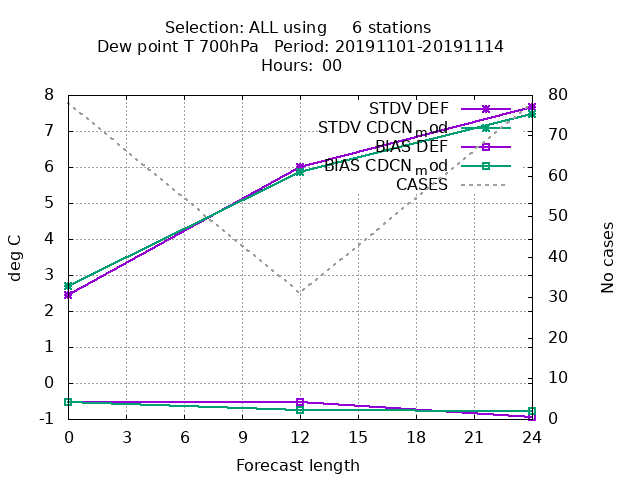 Selection: ALL using     6 stations
Dew point T 700hPa   Period: 20191101-20191114
Hours: 00
8
7
6
5
4
3
2
1
0
-1
deg C
STDV DEF
STDV CDCN_mod
BIAS DEF
BIAS CDCN_mod
CASES
80
70
60
50
40
30
20
10
0
No cases
0 3 6 9 12 15 18 21 24
Forecast length